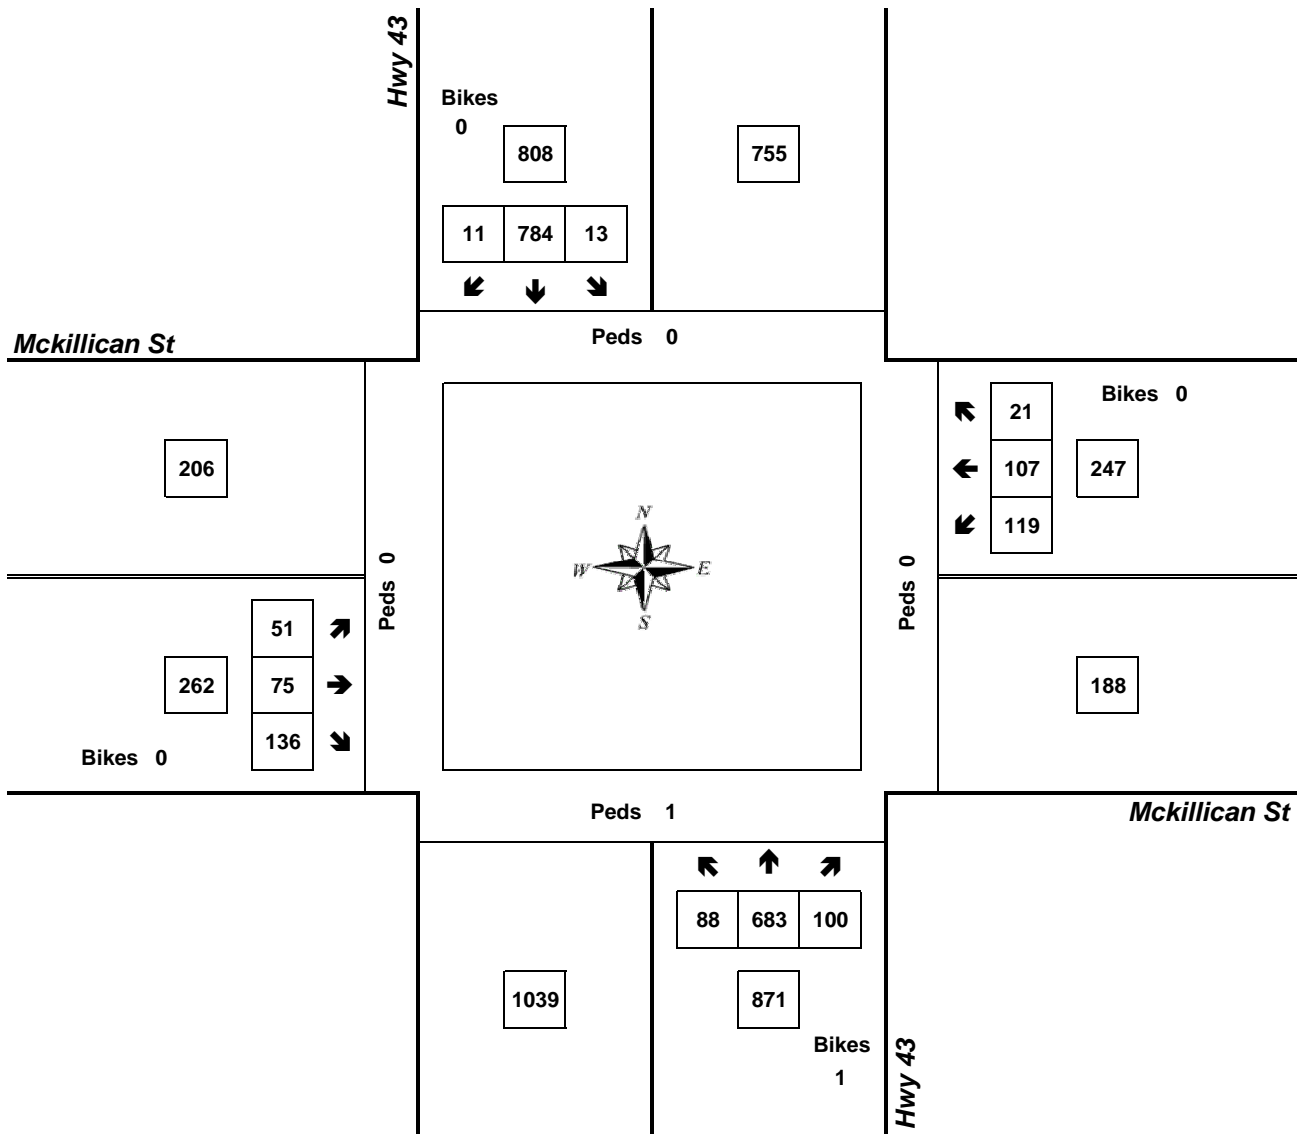 Hwy 43
Bikes
0
808
755
11 784 13
Peds 0
Mckillican St
206
21
107
119
247
Bikes 0
Peds 0
N
W E
S
Peds 0
51
75
136
262
Bikes 0
188
Peds 1
Mckillican St
88 683 100
1039
871
Bikes
1
Hwy 43